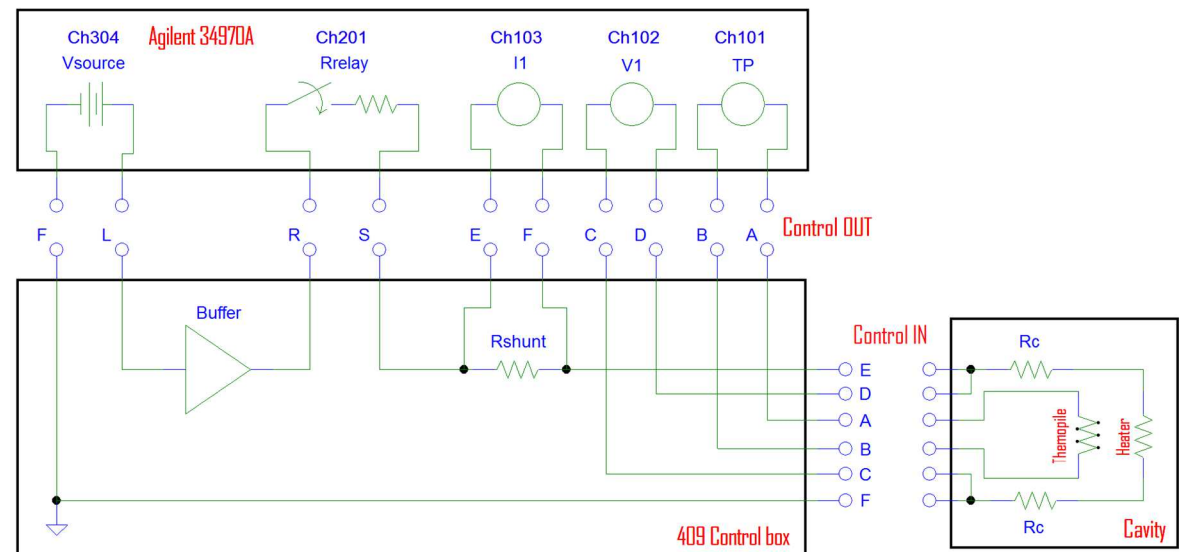 Ch304 Agilent 34970A Ch201 Ch103 Ch102 Ch101
Vsource Rrelay I1 V1 TP
F L R S E F C D B A Control OUT
Buffer
Rshunt
Control IN
E
D
A
B
C
F
Rc
Themopile
Heater
Rc
409 Control box
Cavity